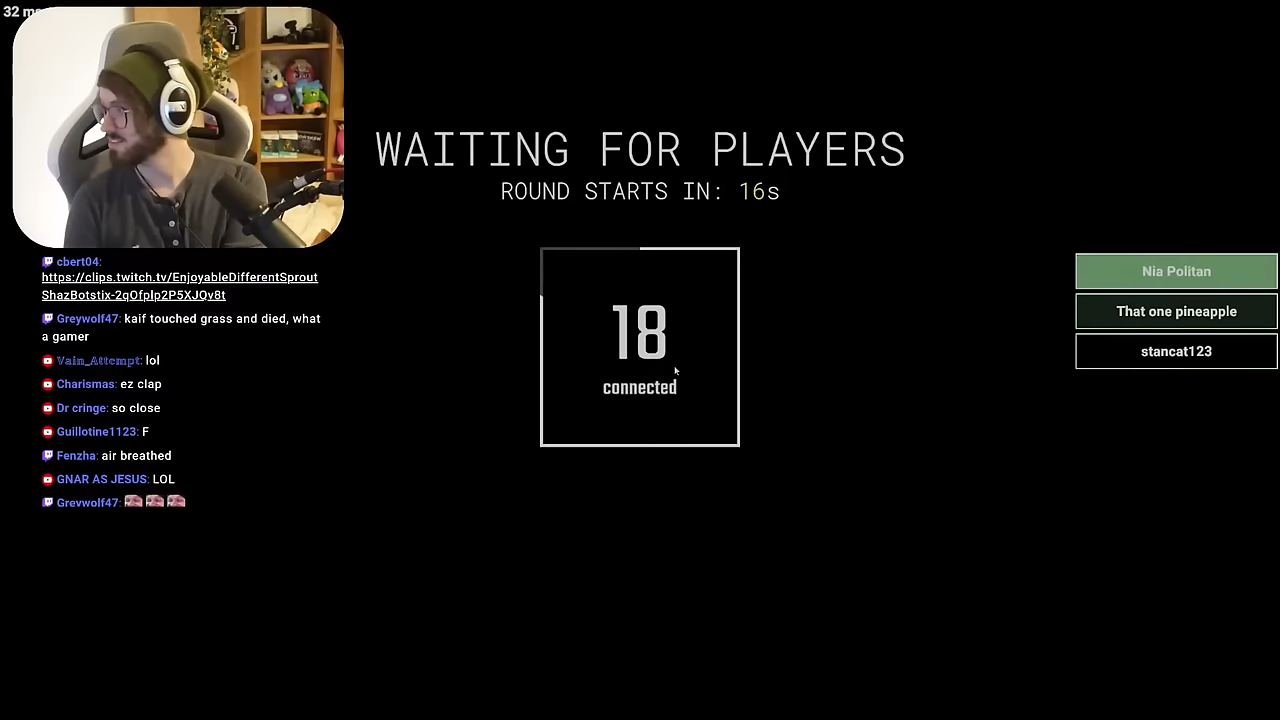 32 m
WAITING FOR PLAYERS
ROUND STARTS IN: 16s
18
connected
Nia Politan
That one pineapple
stancat123
cbert04:
https://clips.twitch.tv/EnjoyableDifferentSprout
ShazBotstix-2qOfpIp2P5XJQv8t
Greywolf47: kaif touched grass and died, what
a gamer
Vain_Attempt: lol
Charismas: ez clap
Dr cringe: so close
Guillotine1123: F
Fenzha: air breathed
GNAR AS JESUS: LOL
Greywolf47: